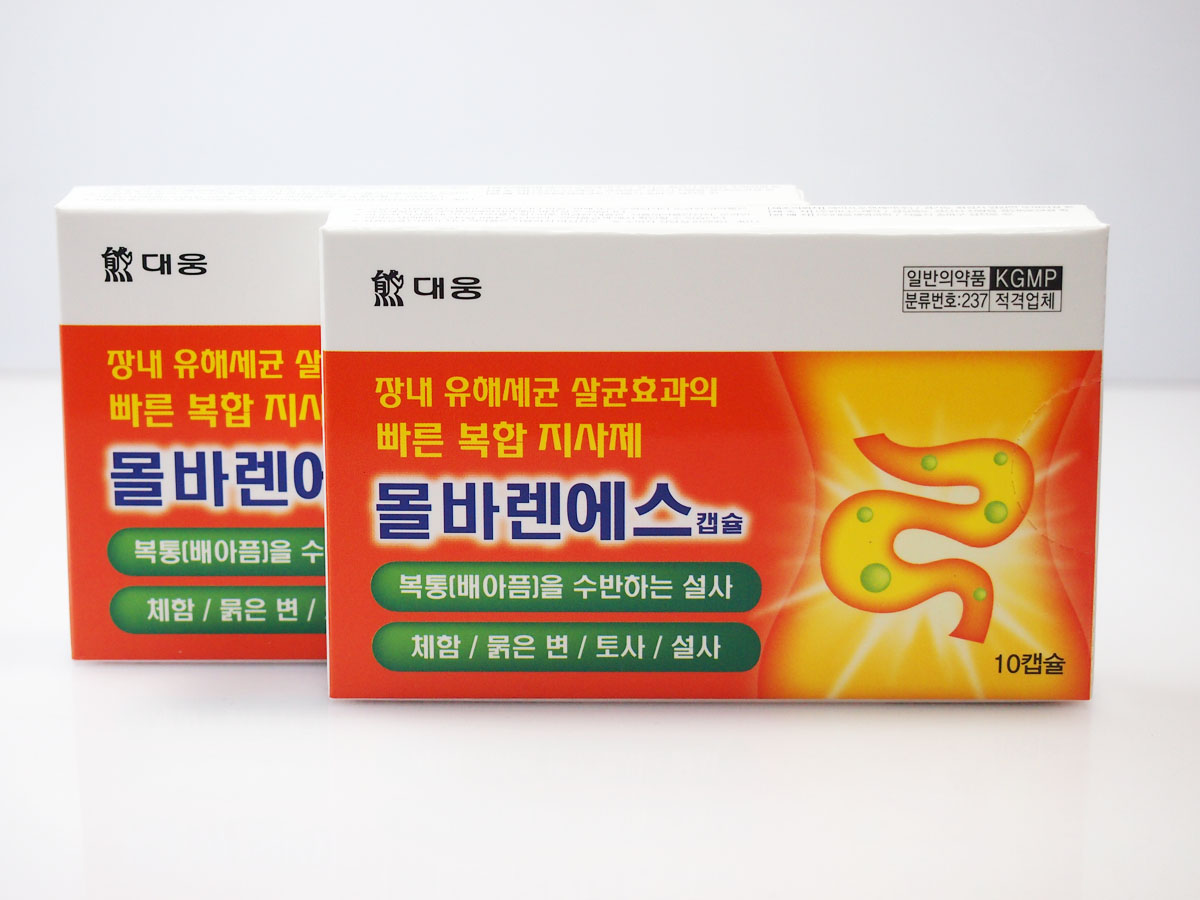 대웅
장내 유해세균 살
빠른 복합 지사
몰바렌에
복통(배아픔)을 수
체함 / 묽은 변 /
대웅
일반의약품 KGMP
분류번호:237 적격업체
장내 유해세균 살균효과의
빠른 복합 지사제
몰바렌에스캡슐
복통(배아픔)을 수반하는 설사
체함 / 묽은 변 / 토사 / 설사
10캡슐